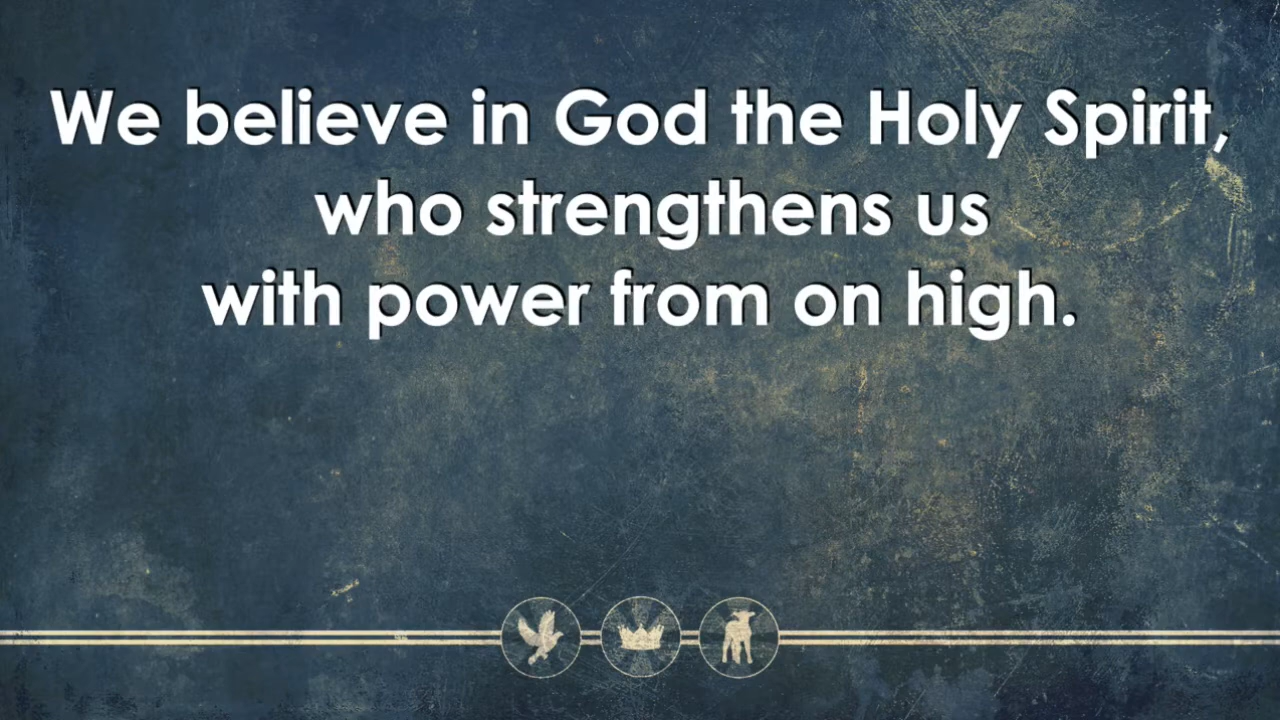 We believe in God the Holy Spirit,
who strengthens us
with power from on high.